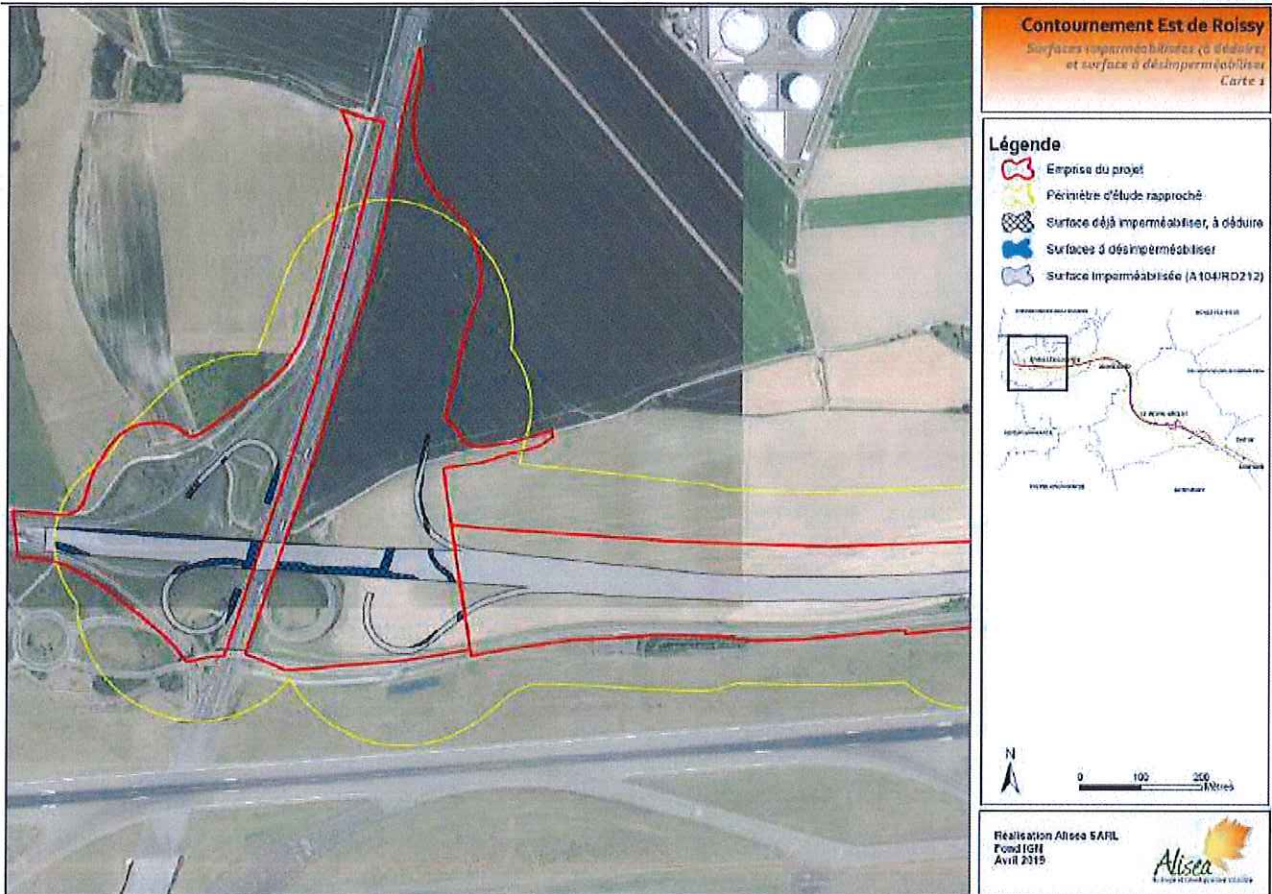 Contournement Est de Roissy
Surfaces imperméabilisées (à déduire)
et surface à désimperméabiliser
Carte 1
Légende
Emprise du projet
Périmètre d'étude rapproché
Surface déjà imperméabiliser, à déduire
Surfaces à désimperméabiliser
Surface imperméabilisée (A104/RD212)
N
0 100 200
Mètres
Réalisation Alisea SARL
Fond IGN
Avril 2019
Alisea